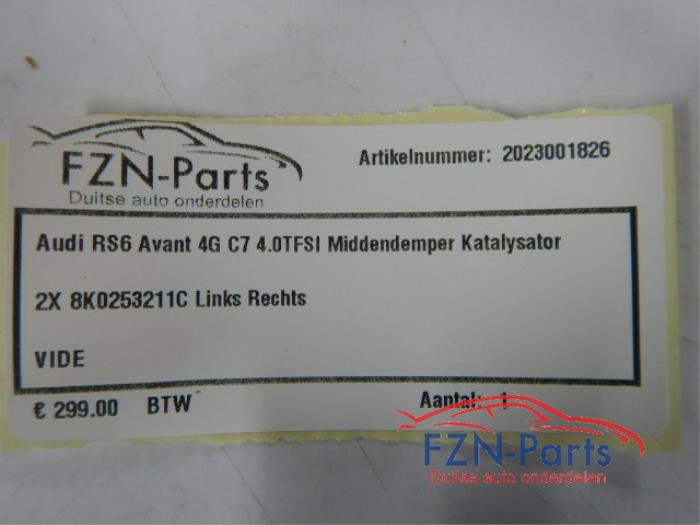 FZN-Parts
Duitse auto onderdelen
Artikelnummer: 2023001826
Audi RS6 Avant 4G C7 4.0TFSI Middendemper Katalysator
2X 8K0253211C Links Rechts
VIDE
€ 299.00 BTW
Aantal: 1
FZN-Parts
Duitse auto onderdelen